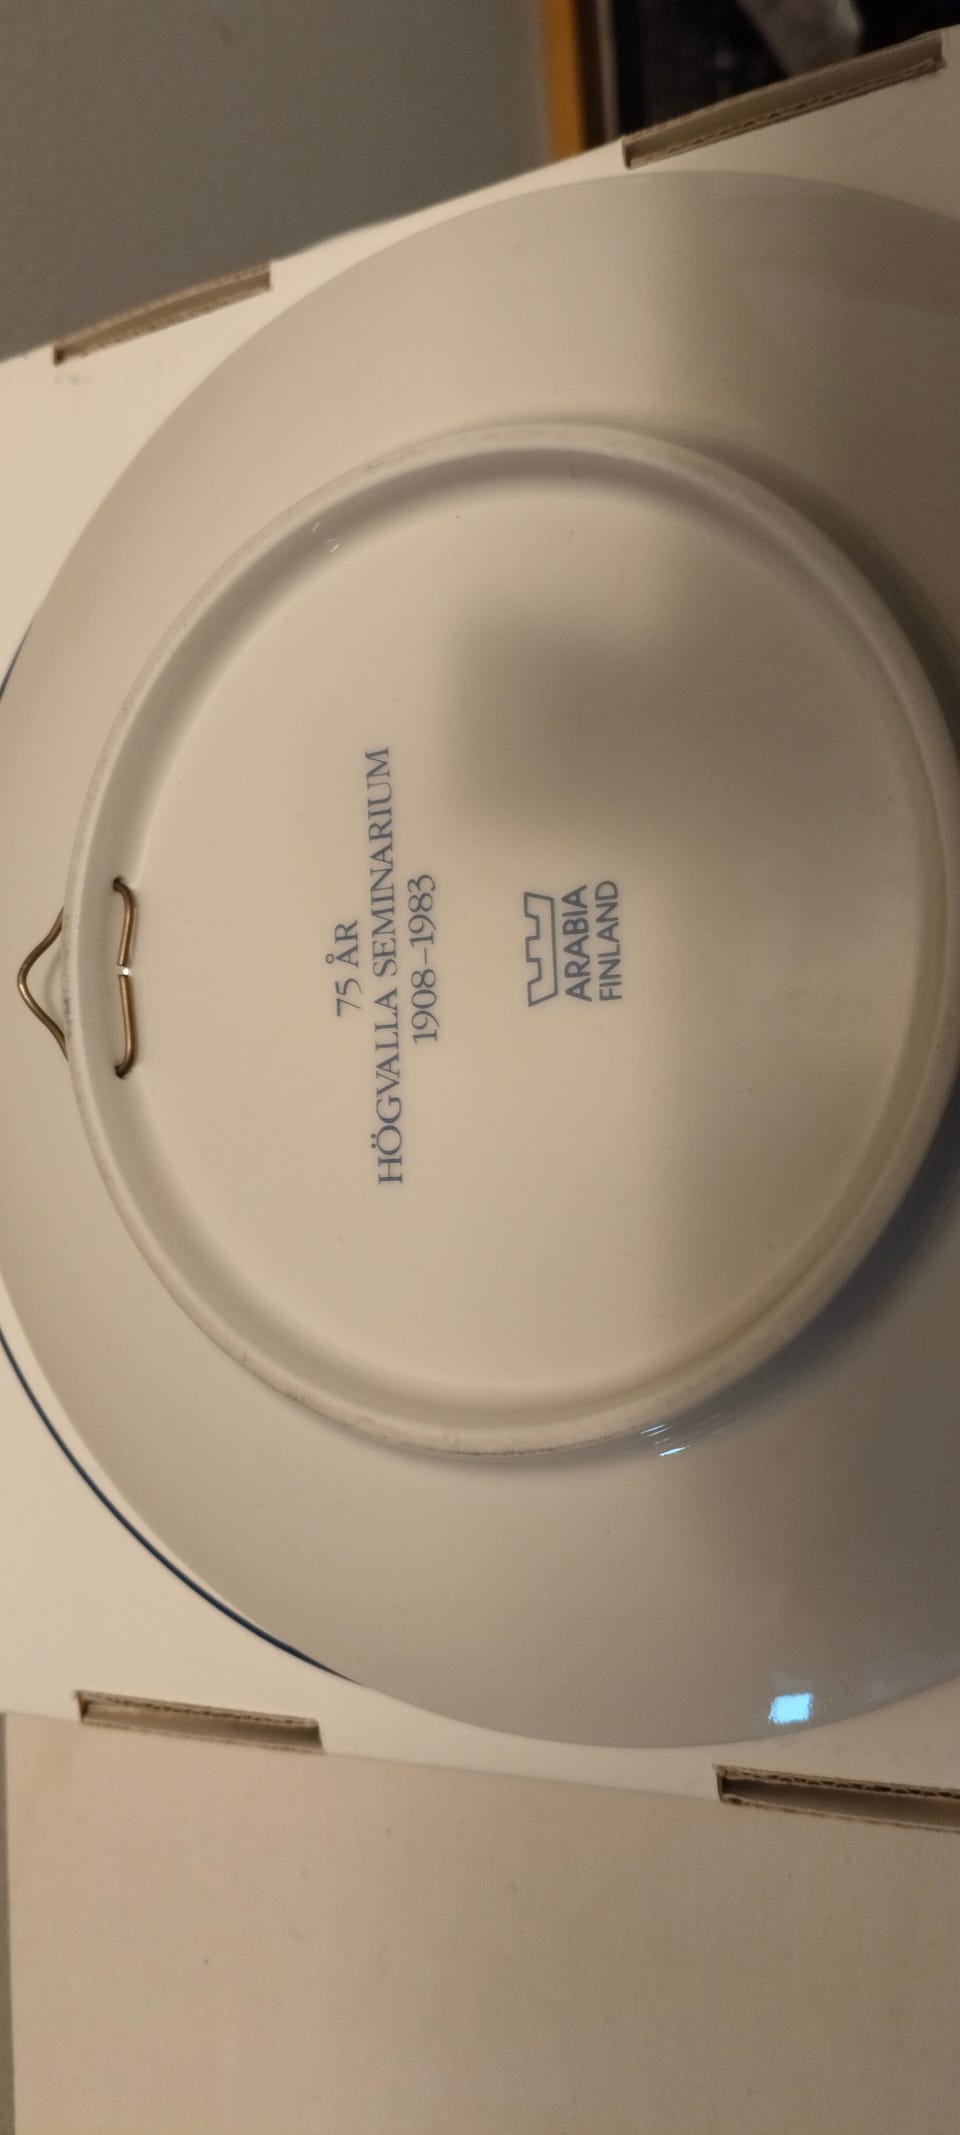 75 ÅR
HÖGVALLA SEMINARIUM
1908–1983
ARABIA
FINLAND